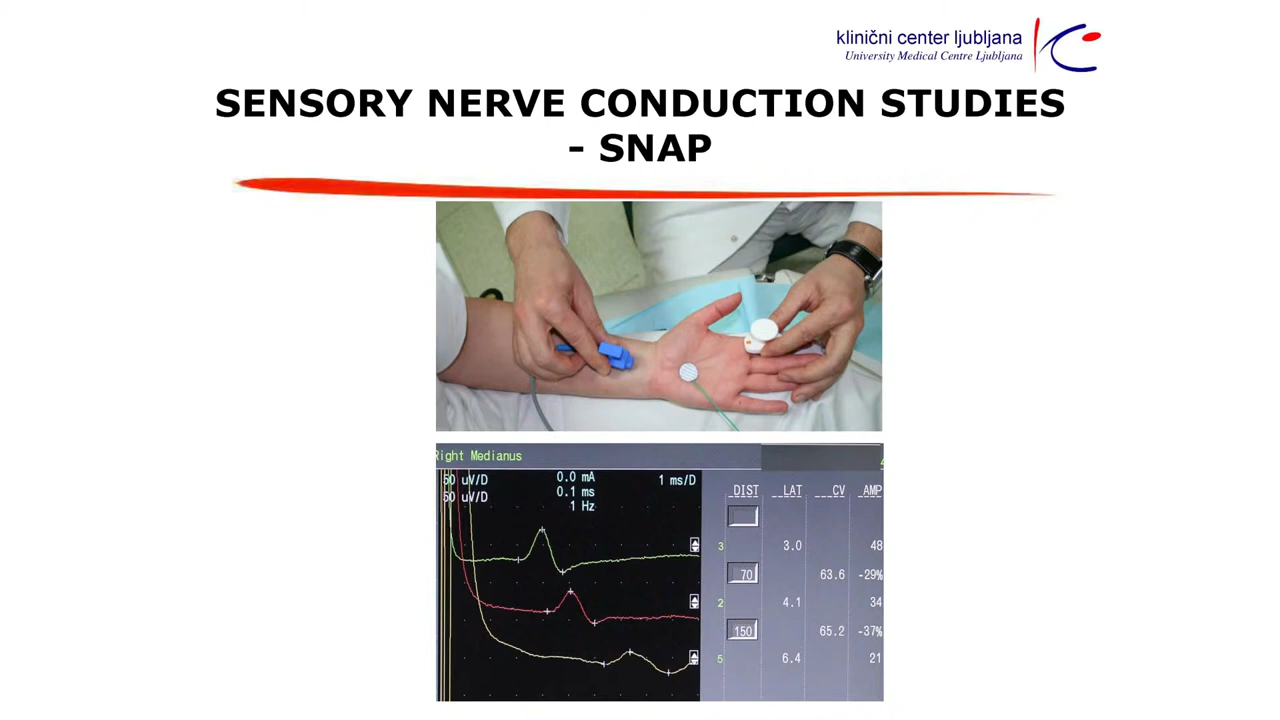 klinični center ljubljana
University Medical Centre Ljubljana
SENSORY NERVE CONDUCTION STUDIES
- SNAP
Right Medianus
50 uV/D 0.0 mA 1 ms/D
50 uV/D 0.1 ms
1 Hz
DIST LAT CV AMP
3 3.0 48
70 63.6 -29%
2 4.1 34
150 65.2 -37%
5 6.4 21